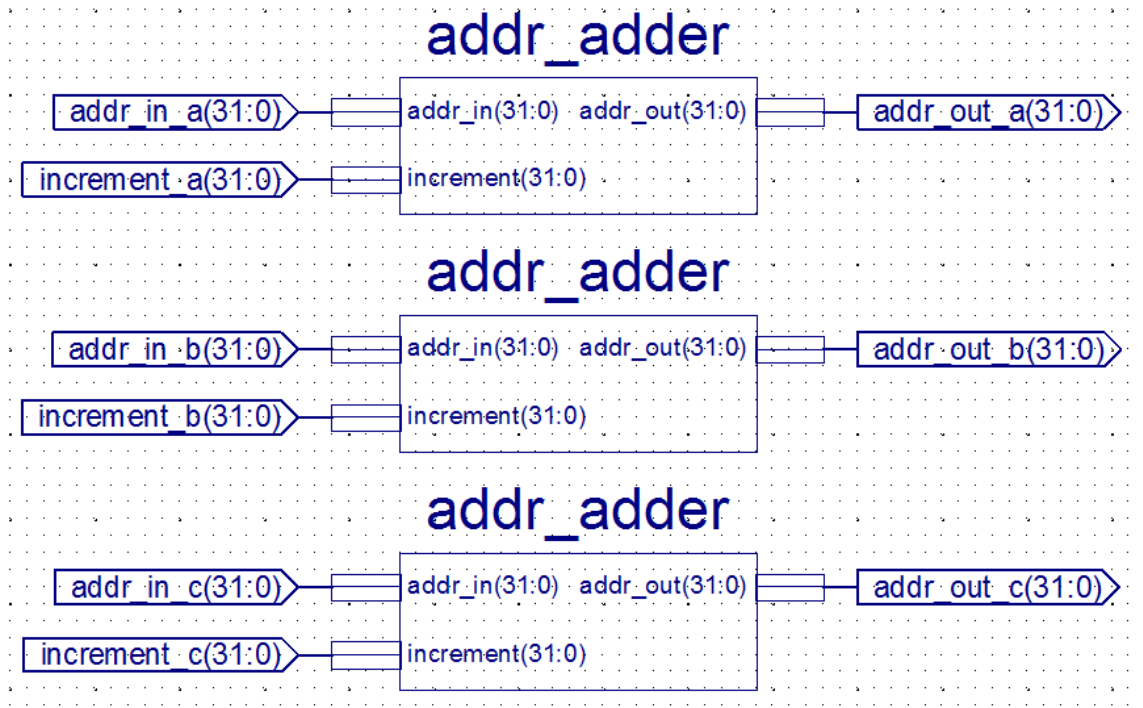 addr_adder
addr_in_a(31:0) addr_in(31:0) addr_out(31:0) addr_out_a(31:0)
increment_a(31:0) increment(31:0)
addr_adder
addr_in_b(31:0) addr_in(31:0) addr_out(31:0) addr_out_b(31:0)
increment_b(31:0) increment(31:0)
addr_adder
addr_in_c(31:0) addr_in(31:0) addr_out(31:0) addr_out_c(31:0)
increment_c(31:0) increment(31:0)